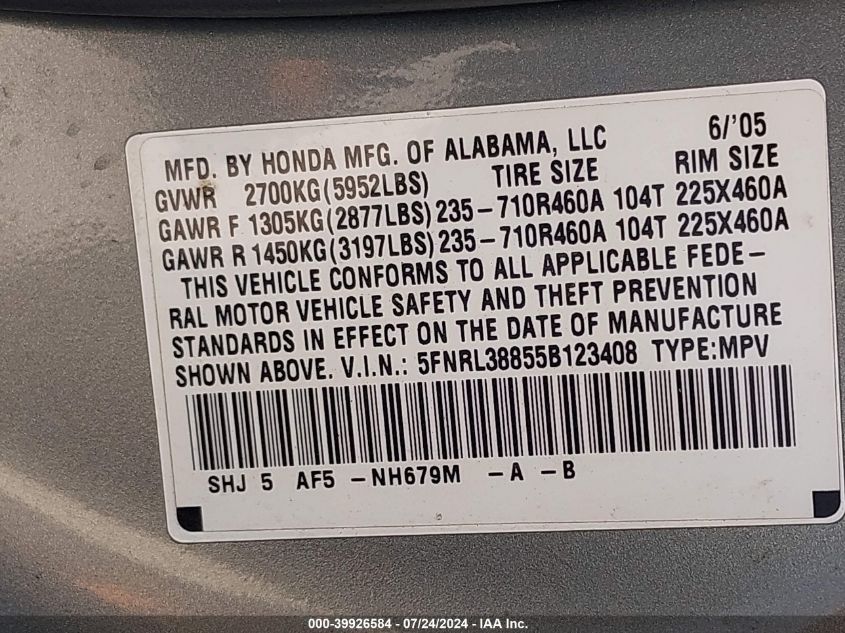 6/'05
MFD. BY HONDA MFG. OF ALABAMA, LLC
GVWR 2700KG(5952LBS) TIRE SIZE RIM SIZE
GAWR F 1305KG(2877LBS) 235-710R460A 104T 225X460A
GAWR R 1450KG(3197LBS) 235-710R460A 104T 225X460A
THIS VEHICLE CONFORMS TO ALL APPLICABLE FEDE-
RAL MOTOR VEHICLE SAFETY AND THEFT PREVENTION
STANDARDS IN EFFECT ON THE DATE OF MANUFACTURE
SHOWN ABOVE. V.I.N.: 5FNRL38855B123408 TYPE:MPV
SHJ 5 AF5 -NH679M -A -B
000-39926584 - 07/24/2024 - IAA Inc.